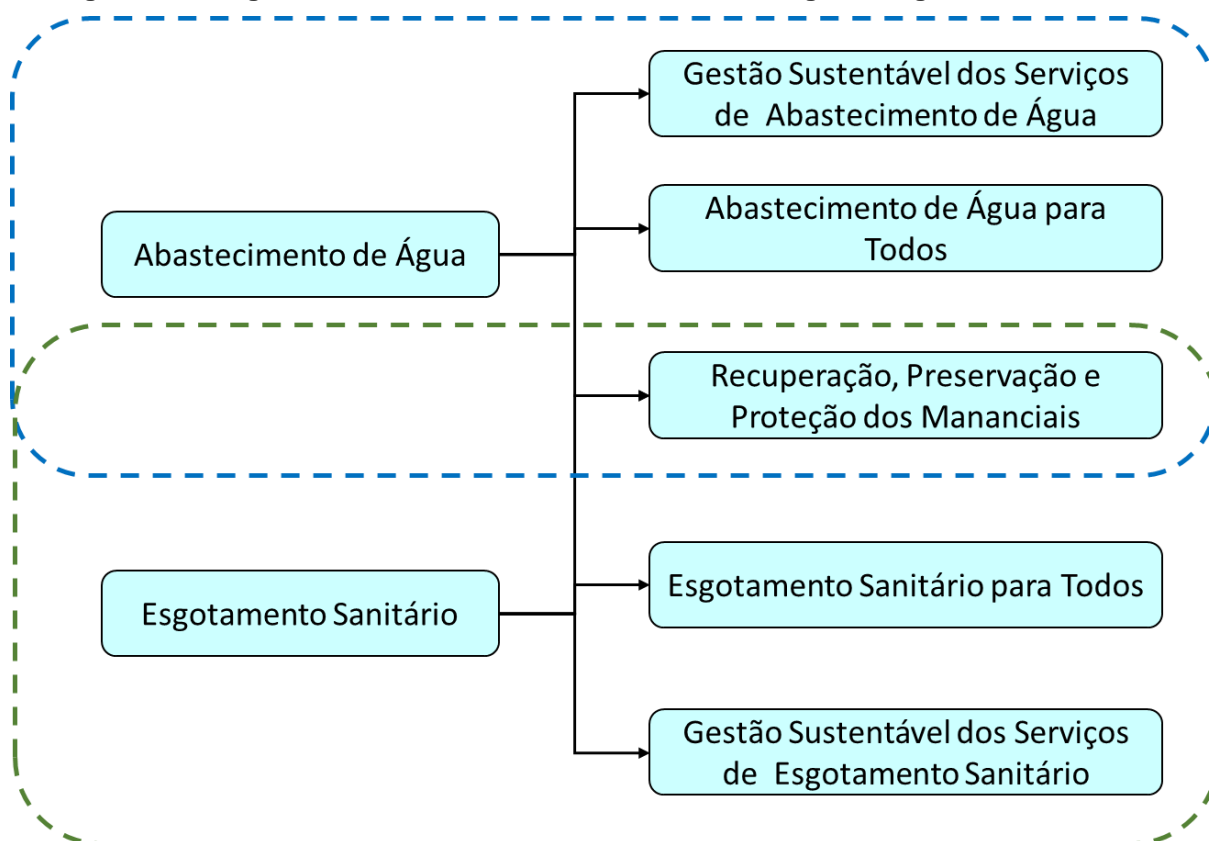 Gestão Sustentável dos Serviços
de Abastecimento de Água
Abastecimento de Água para
Todos
Abastecimento de Água
Recuperação, Preservação e
Proteção dos Mananciais
Esgotamento Sanitário para Todos
Esgotamento Sanitário
Gestão Sustentável dos Serviços
de Esgotamento Sanitário